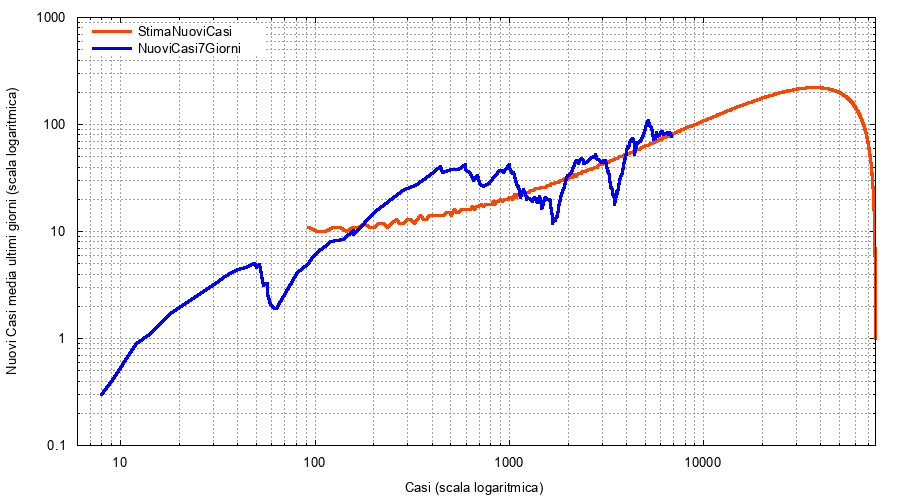 1000
StimaNuoviCasi
NuoviCasi7Giorni
100
10
1
0.1
Nuovi Casi media ultimi giorni (scala logaritmica)
10 100 1000 10000
Casi (scala logaritmica)